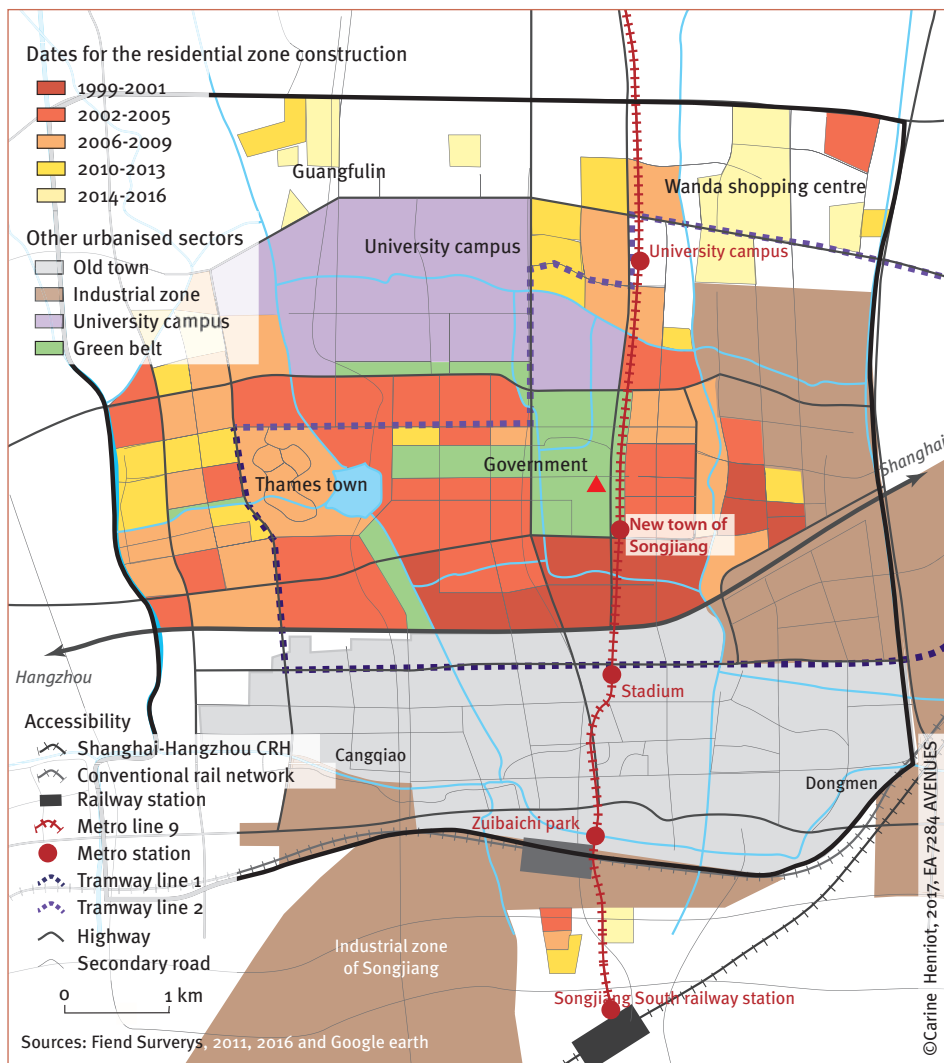 Dates for the residential zone construction
1999-2001
2002-2005
2006-2009
2010-2013
2014-2016
Other urbanised sectors
Old town
Industrial zone
University campus
Green belt
Guangfulin
Wanda shopping centre
University campus
University campus
Shanghai
Government
Thames town
New town of
Songjiang
Hangzhou
Stadium
Cangqiao
Dongmen
Zuibaichi park
Industrial zone
of Songjiang
Songjiang South railway station
Accessibility
Shanghai-Hangzhou CRH
Conventional rail network
Railway station
Metro line 9
Metro station
Tramway line 1
Tramway line 2
Highway
Secondary road
0 1 km
Sources: Fiend Surverys, 2011, 2016 and Google earth
©Carine Henriot, 2017, EA 7284 AVENUES